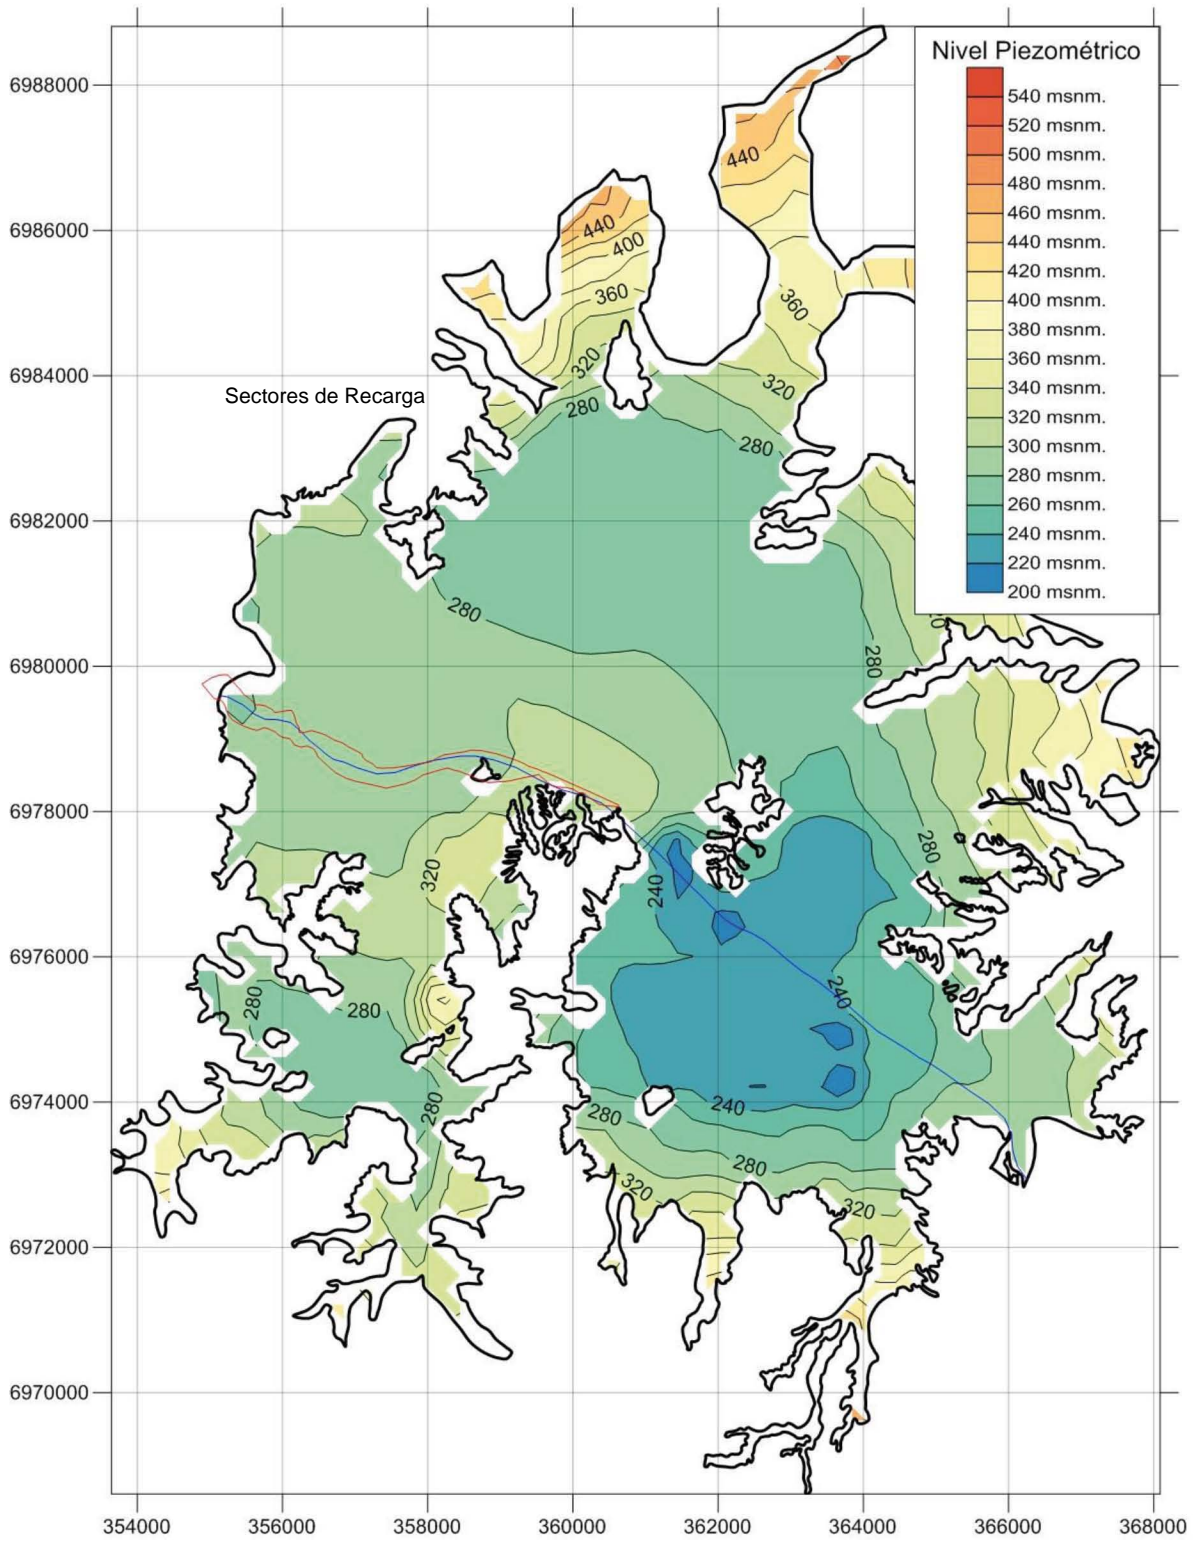 Nivel Piezométrico
540 msnm.
520 msnm.
500 msnm.
480 msnm.
460 msnm.
440 msnm.
420 msnm.
400 msnm.
380 msnm.
360 msnm.
340 msnm.
320 msnm.
300 msnm.
280 msnm.
260 msnm.
240 msnm.
220 msnm.
200 msnm.
6988000
440
6986000
440
400
360
360
6984000
320
320
Sectores de Recarga
280
280
6982000
280
6980000
280
6978000
280
320
240
6976000
280
280
240
6974000
280
280
240
280
320
320
6972000
6970000
354000 356000 358000 360000 362000 364000 366000 368000